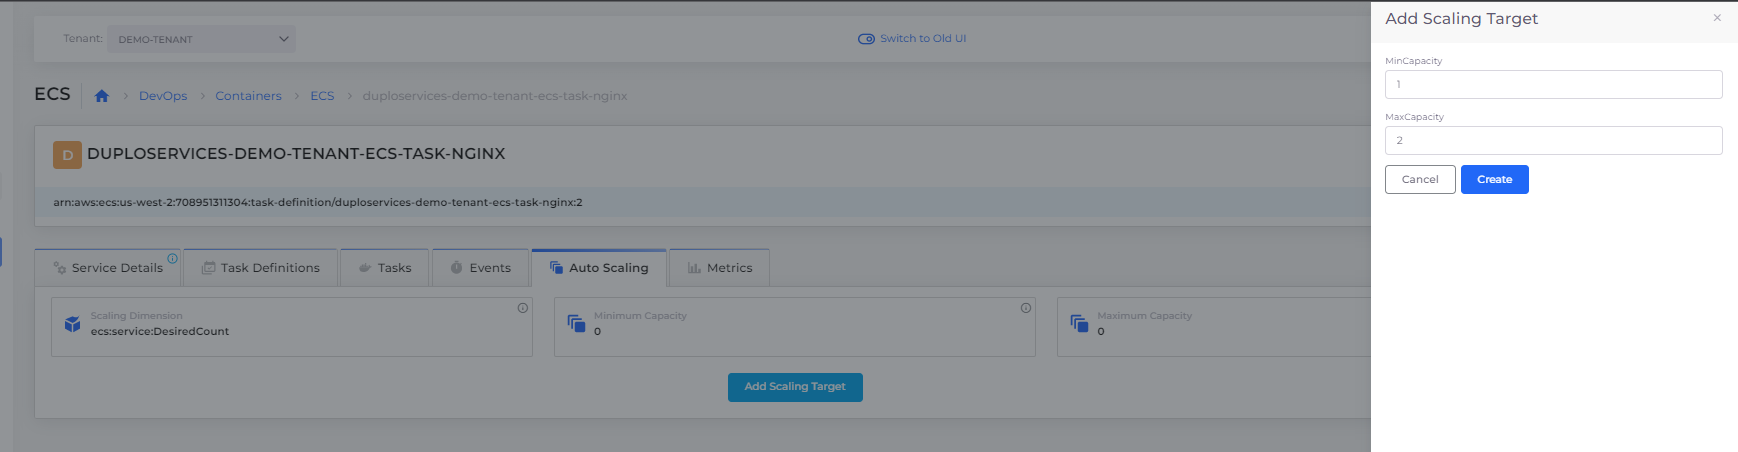 Tenant: DEMO-TENANT
Switch to Old UI
ECS DevOps Containers ECS duploservices-demo-tenant-ecs-task-nginx
D DUPLOSERVICES-DEMO-TENANT-ECS-TASK-NGINX
arn:aws:ecs:us-west-2:708951311304:task-definition/duploservices-demo-tenant-ecs-task-nginx:2
Service Details Task Definitions Tasks Events Auto Scaling Metrics
Scaling Dimension
ecs:service:DesiredCount
Minimum Capacity
0
Maximum Capacity
0
Add Scaling Target
Add Scaling Target ×
MinCapacity
1
MaxCapacity
2
Cancel Create